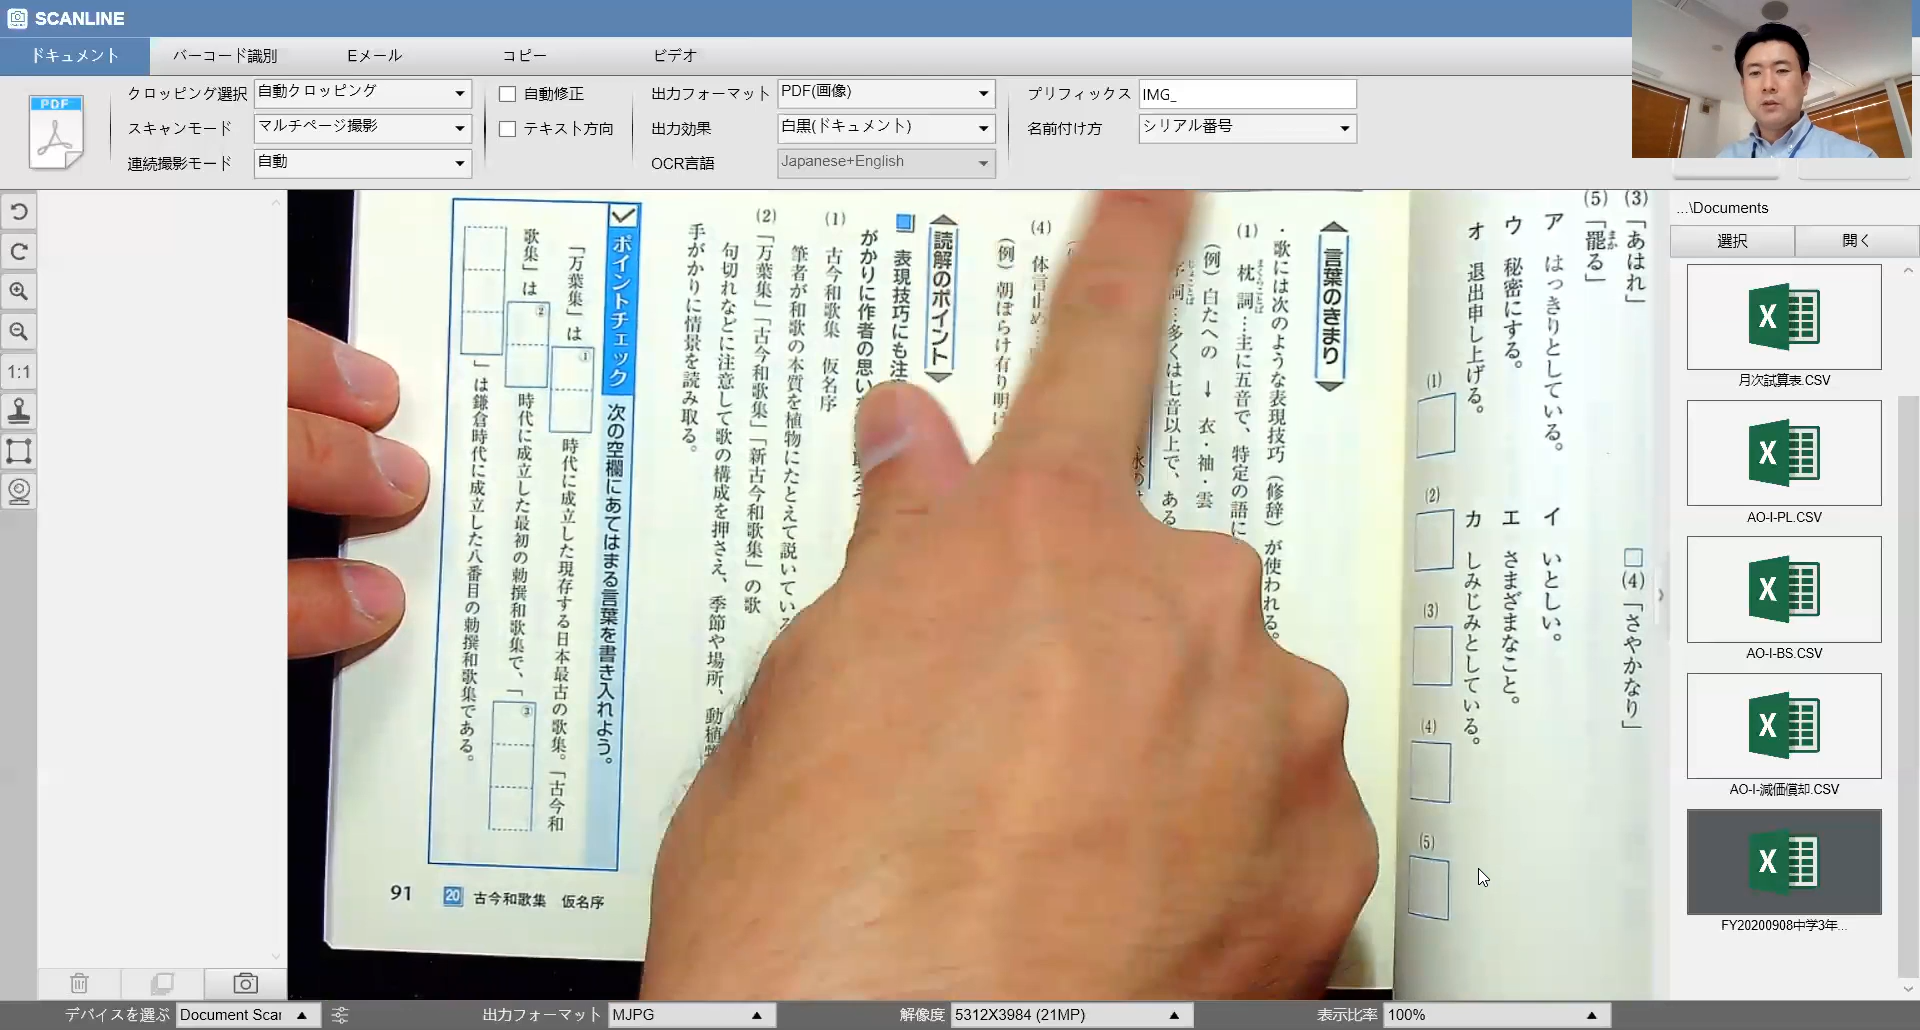 SCANLINE
ドキュメント
バーコード識別
Eメール
コピー
ビデオ
PDF
クロッピング選択
自動クロッピング
スキャンモード
マルチページ撮影
連続撮影モード
自動
自動修正
テキスト方向
出力フォーマット
PDF(画像)
出力効果
白黒(ドキュメント)
OCR言語
Japanese+English
プリフィックス
IMG_
名前付け方
シリアル番号
1:1
(3)「あはれ」
□(4)「さやかなり」
(5)「罷る」
まか
ア はっきりとしている。
イ いとしい。
ウ 秘密にする。
エ さまざまなこと。
オ 退出申し上げる。
カ しみじみとしている。
(1)
(2)
(3)
(4)
(5)
言葉のきまり
・歌には次のような表現技巧(修辞)が使われる。
(1) 枕詞…主に五音で、特定の語に
まくらことば
(例) 白たへの → 衣・袖・雲
詞…多くは七音以上で、ある
じょことば
(4) 体言止め…
(例) 朝ぼらけ有り明け
読解のポイント
表現技巧にも注
がかりに作者の思い
(1) 古今和歌集 仮名序
筆者が和歌の本質を植物にたとえて説いている
(2)「万葉集」「古今和歌集」「新古今和歌集」の歌
句切れなどに注意して歌の構成を押さえ、季節や場所、動植物
手がかりに情景を読み取る。
ポイントチェック 次の空欄にあてはまる言葉を書き入れよう。
「万葉集」は ① 時代に成立した現存する日本最古の歌集。「古今和
歌集」は ② 時代に成立した最初の勅撰和歌集で、「 ③
」は鎌倉時代に成立した八番目の勅撰和歌集である。
91 20 古今和歌集 仮名序
...\Documents
選択
開く
月次試算表.CSV
AO-I-PL.CSV
AO-I-BS.CSV
AO-I-減価償却.CSV
FY20200908中学3年...
デバイスを選ぶ
Document Scar
出力フォーマット
MJPG
解像度
5312X3984 (21MP)
表示比率
100%